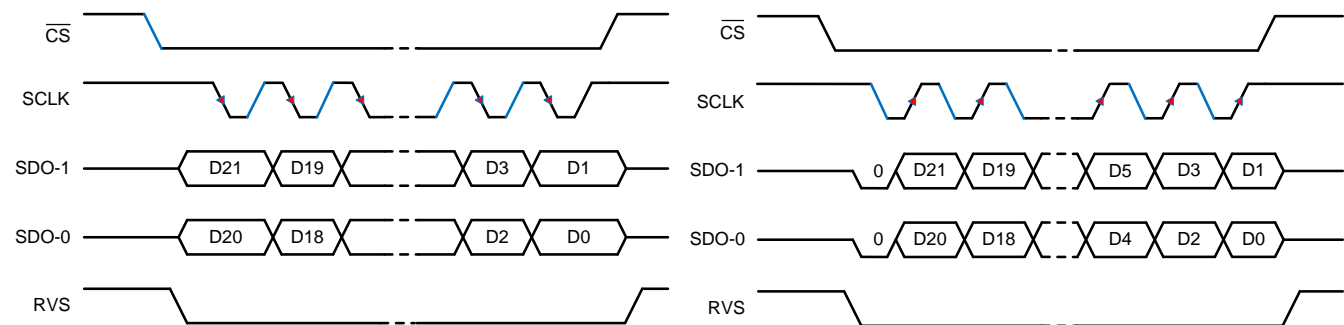 CS
SCLK
SDO-1 D21 D19 D3 D1
SDO-0 D20 D18 D2 D0
RVS
CS
SCLK
SDO-1 0 D21 D19 D5 D3 D1
SDO-0 0 D20 D18 D4 D2 D0
RVS